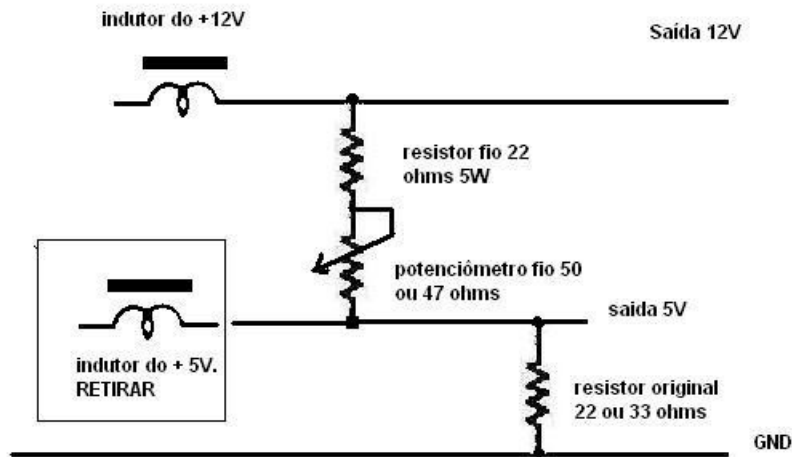 indutor do +12V
Saída 12V
resistor fio 22
ohms 5W
potenciômetro fio 50
ou 47 ohms
saida 5V
indutor do + 5V.
RETIRAR
resistor original
22 ou 33 ohms
GND